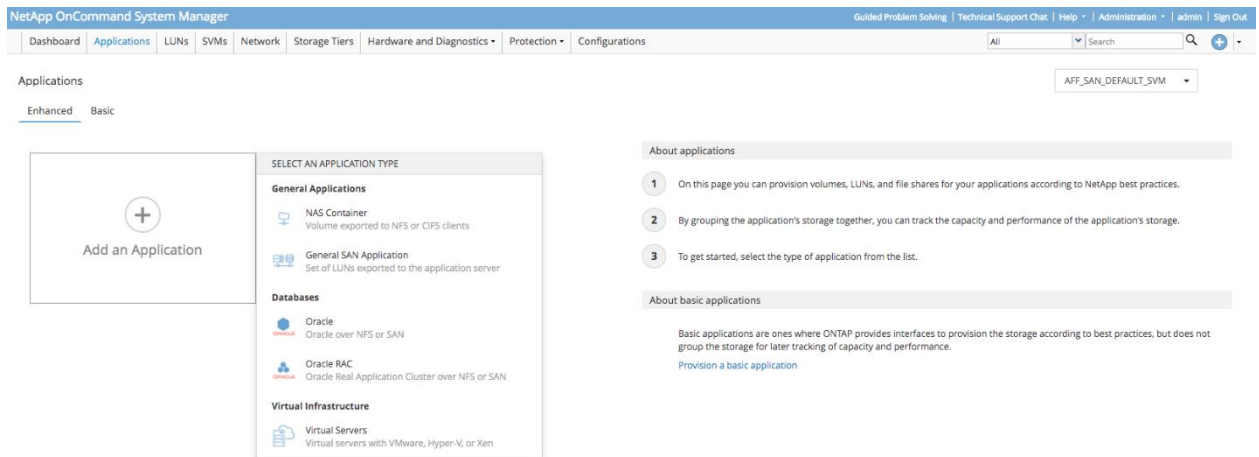 NetApp OnCommand System Manager
Guided Problem Solving | Technical Support Chat | Help | Administration | admin | Sign Out
Dashboard Applications LUNs SVMs Network Storage Tiers Hardware and Diagnostics Protection Configurations
All Search
Applications
AFF_SAN_DEFAULT_SVM
Enhanced Basic
Add an Application
SELECT AN APPLICATION TYPE
General Applications
NAS Container
Volume exported to NFS or CIFS clients
General SAN Application
Set of LUNs exported to the application server
Databases
ORACLE
Oracle
Oracle over NFS or SAN
ORACLE
Oracle RAC
Oracle Real Application Cluster over NFS or SAN
Virtual Infrastructure
Virtual Servers
Virtual servers with VMware, Hyper-V, or Xen
About applications
1 On this page you can provision volumes, LUNs, and file shares for your applications according to NetApp best practices.
2 By grouping the application's storage together, you can track the capacity and performance of the application's storage.
3 To get started, select the type of application from the list.
About basic applications
Basic applications are ones where ONTAP provides interfaces to provision the storage according to best practices, but does not
group the storage for later tracking of capacity and performance.
Provision a basic application